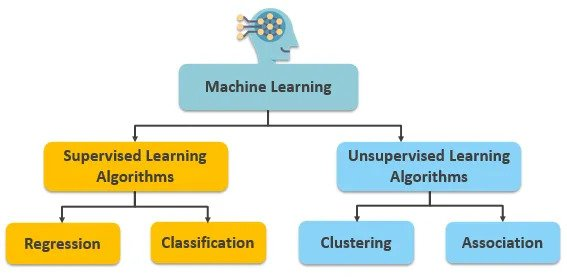 Machine Learning
Supervised Learning
Algorithms
Unsupervised Learning
Algorithms
Regression
Classification
Clustering
Association